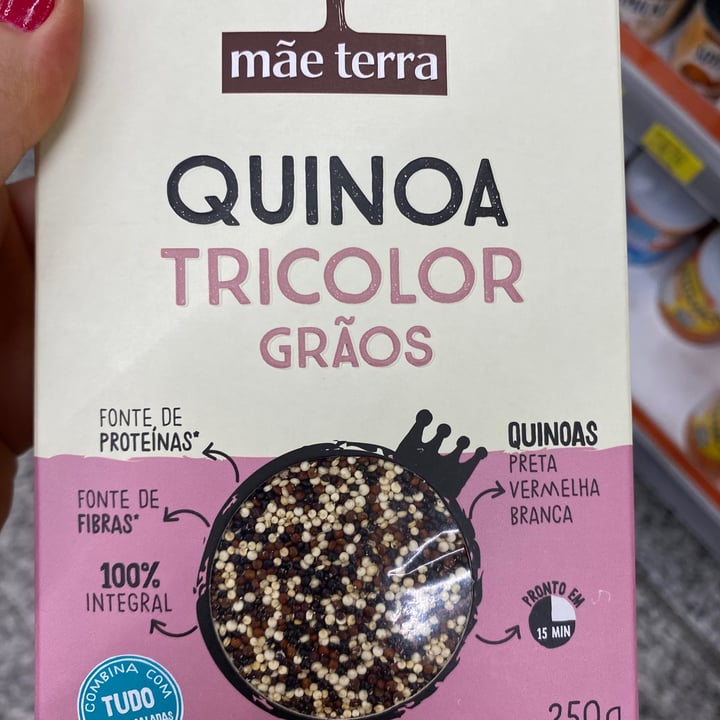 mãe terra
QUINOA
TRICOLOR
GRÃOS
FONTE DE
PROTEÍNAS*
FONTE DE
FIBRAS*
100%
INTEGRAL
QUINOAS
PRETA
VERMELHA
BRANCA
PRONTO EM
15 MIN
COMBINA COM
TUDO
250g